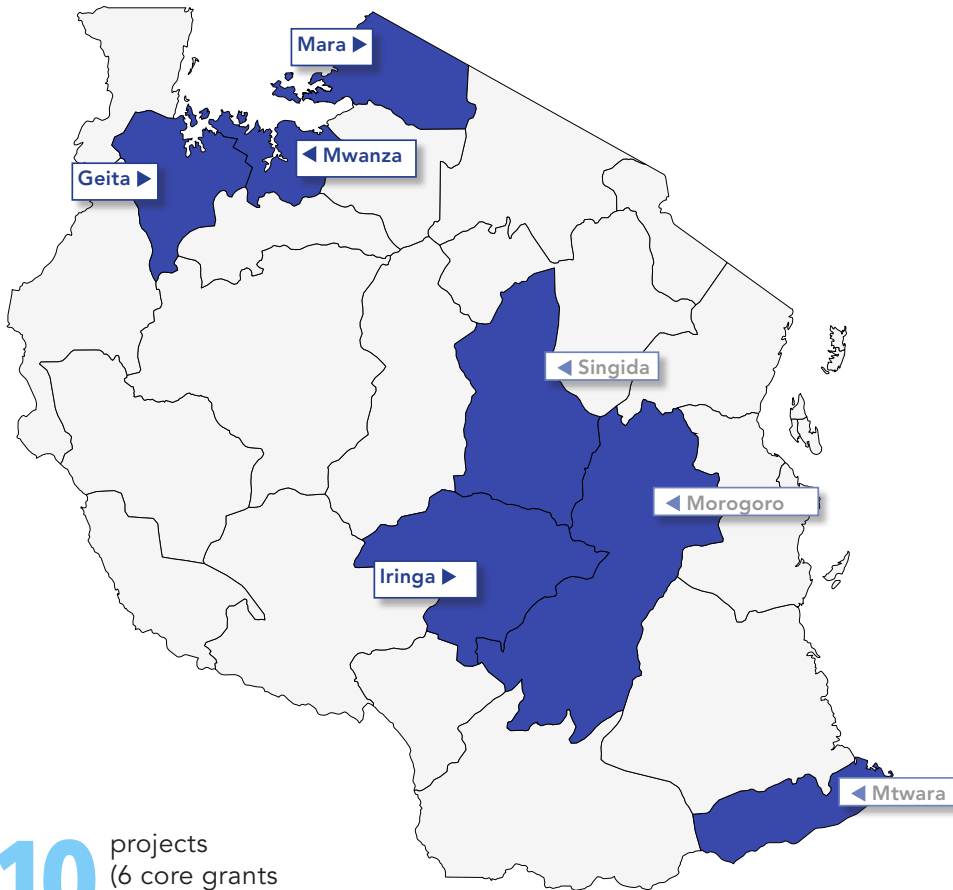 Mara ▶
◀ Mwanza
Geita ▶
◀ Singida
◀ Morogoro
Iringa ▶
◀ Mtwara
10 projects
(6 core grants